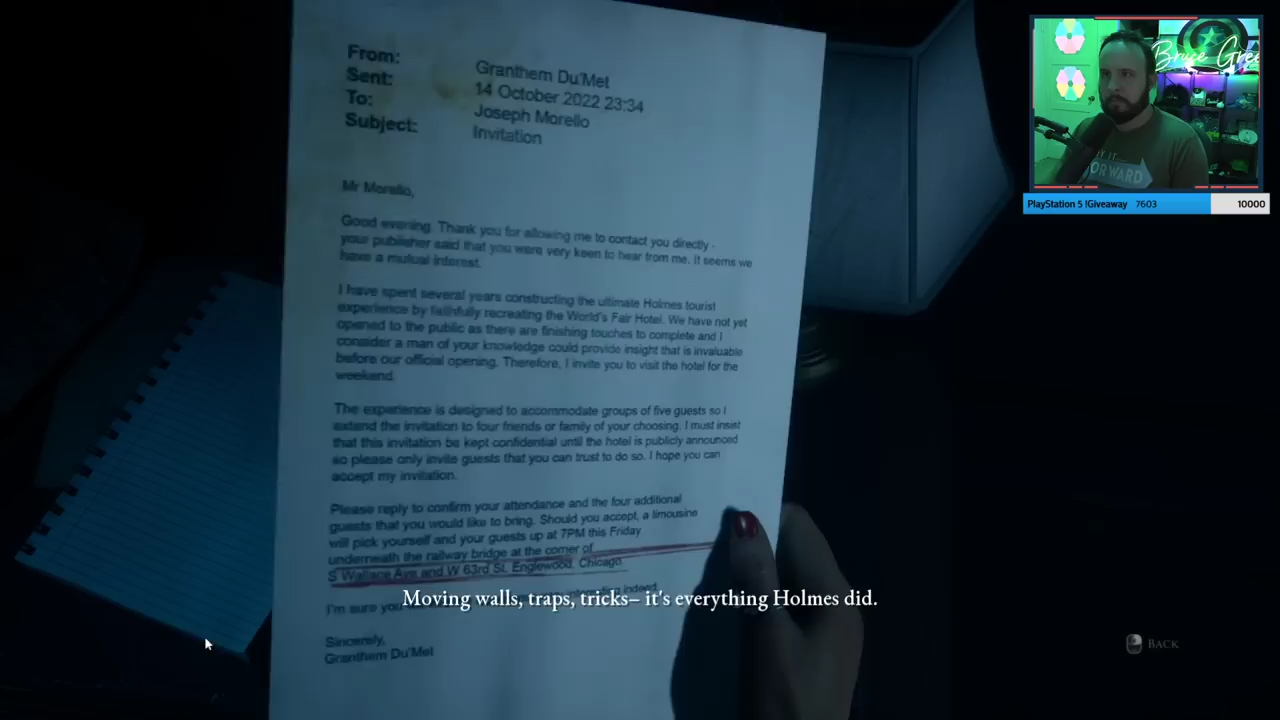 From: Granthem Du'Met
Sent: 14 October 2022 23:34
To: Joseph Morello
Subject: Invitation
Mr Morello,
Good evening. Thank you for allowing me to contact you directly -
your publisher said that you were very keen to hear from me. It seems we
have a mutual interest.
I have spent several years constructing the ultimate Holmes tourist
experience by faithfully recreating the World's Fair Hotel. We have not yet
opened to the public as there are finishing touches to complete and I
consider a man of your knowledge could provide insight that is invaluable
before our official opening. Therefore, I invite you to visit the hotel for the
weekend.
The experience is designed to accommodate groups of five guests so I
extend the invitation to four friends or family of your choosing. I must insist
that this invitation be kept confidential until the hotel is publicly announced
so please only invite guests that you can trust to do so. I hope you can
accept my invitation.
Please reply to confirm your attendance and the four additional
guests that you would like to bring. Should you accept, a limousine
will pick yourself and your guests up at 7PM this Friday
underneath the railway bridge at the corner of
S Wallace Ave and W 63rd St, Englewood, Chicago.
I'm sure you indeed.
Moving walls, traps, tricks– it's everything Holmes did.
Sincerely,
Granthem Du'Met
BACK
Bruce Gree
FORWARD
PlayStation 5 !Giveaway 7603 10000